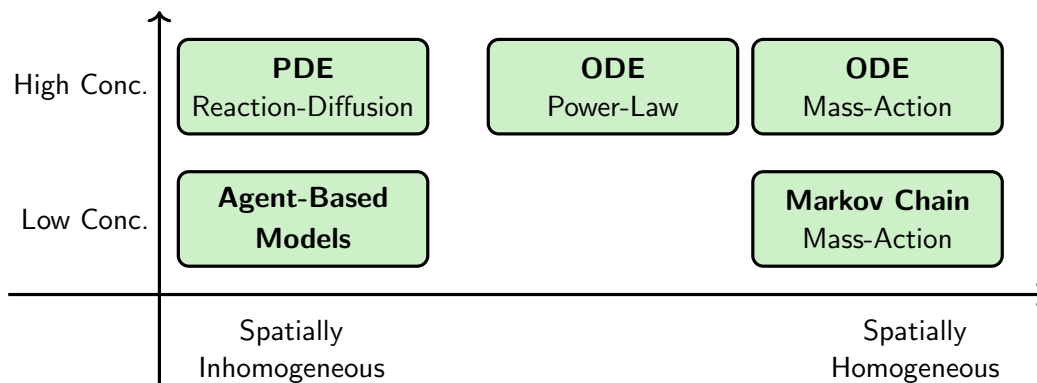 High Conc.
PDE
Reaction-Diffusion
ODE
Power-Law
ODE
Mass-Action
Low Conc.
Agent-Based
Models
Markov Chain
Mass-Action
Spatially
Inhomogeneous
Spatially
Homogeneous